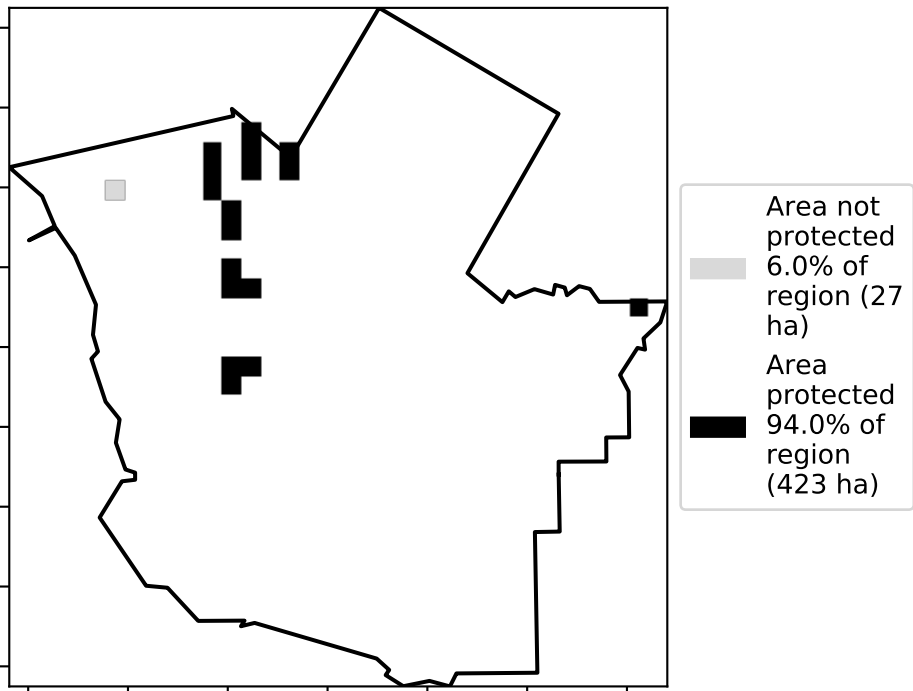 Area not
protected
6.0% of
region (27
ha)
Area
protected
94.0% of
region
(423 ha)